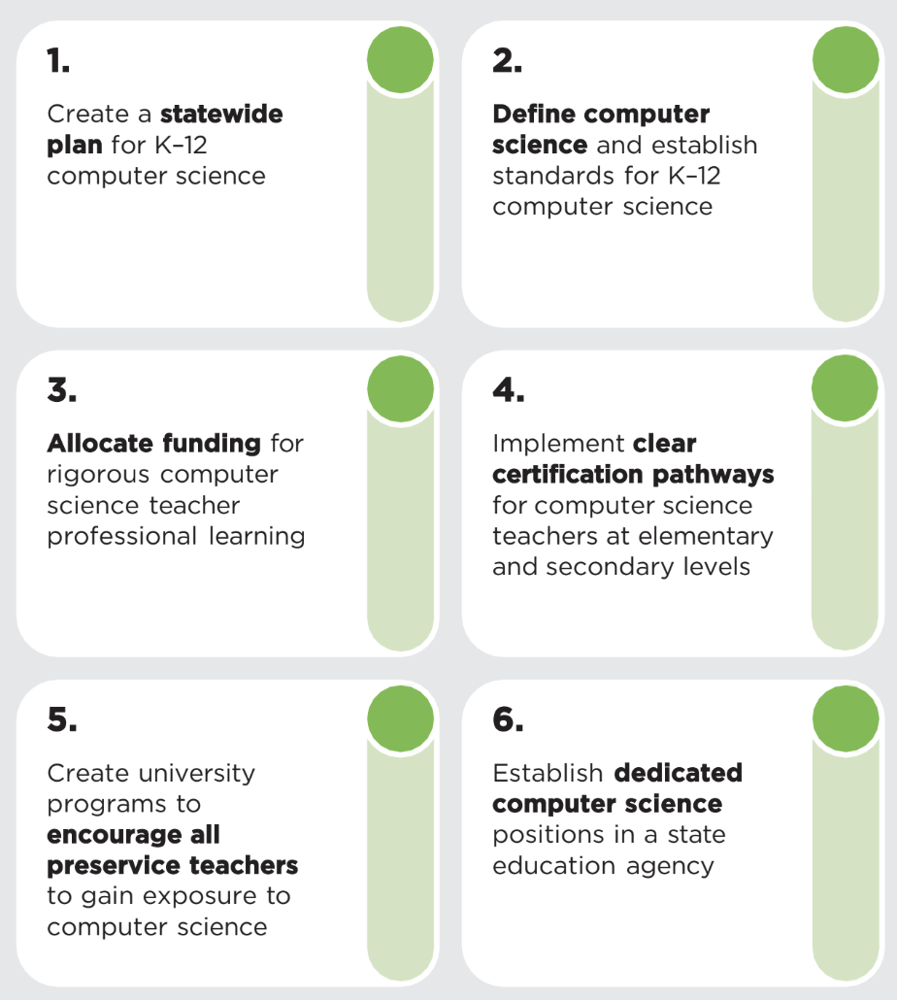 1.
Create a statewide
plan for K–12
computer science
2.
Define computer
science and establish
standards for K–12
computer science
3.
Allocate funding for
rigorous computer
science teacher
professional learning
4.
Implement clear
certification pathways
for computer science
teachers at elementary
and secondary levels
5.
Create university
programs to
encourage all
preservice teachers
to gain exposure to
computer science
6.
Establish dedicated
computer science
positions in a state
education agency